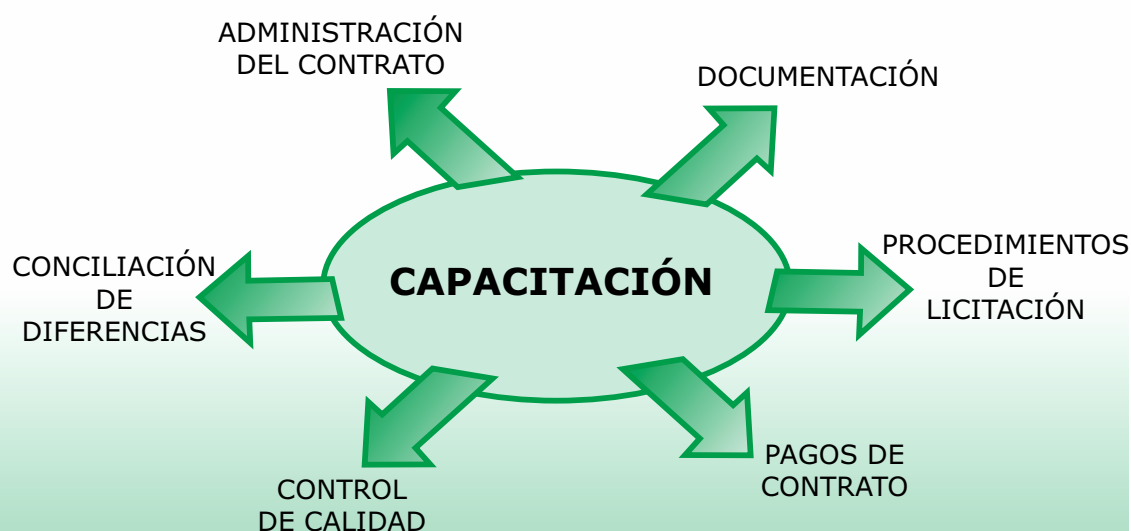 ADMINISTRACIÓN
DEL CONTRATO
DOCUMENTACIÓN
PROCEDIMIENTOS
DE
LICITACIÓN
CONCILIACIÓN
DE
DIFERENCIAS
CAPACITACIÓN
PAGOS DE
CONTRATO
CONTROL
DE CALIDAD